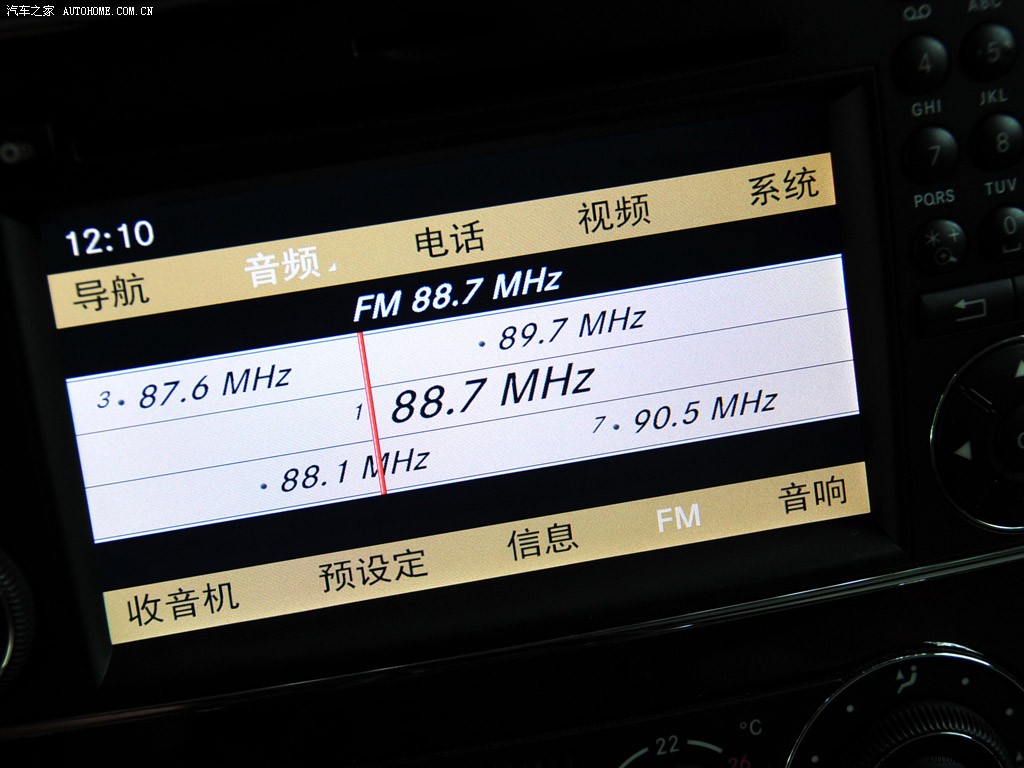 汽车之家 AUTOHOME.COM.CN
12:10
导航 音频 电话 视频 系统
FM 88.7 MHz
89.7 MHz
3 • 87.6 MHz
1 88.7 MHz
7 • 90.5 MHz
88.1 MHz
收音机 预设定 信息 FM 音响
ABC
4 5
GHI JKL
7 8
PQRS TUV
* + 0
22 °C
26